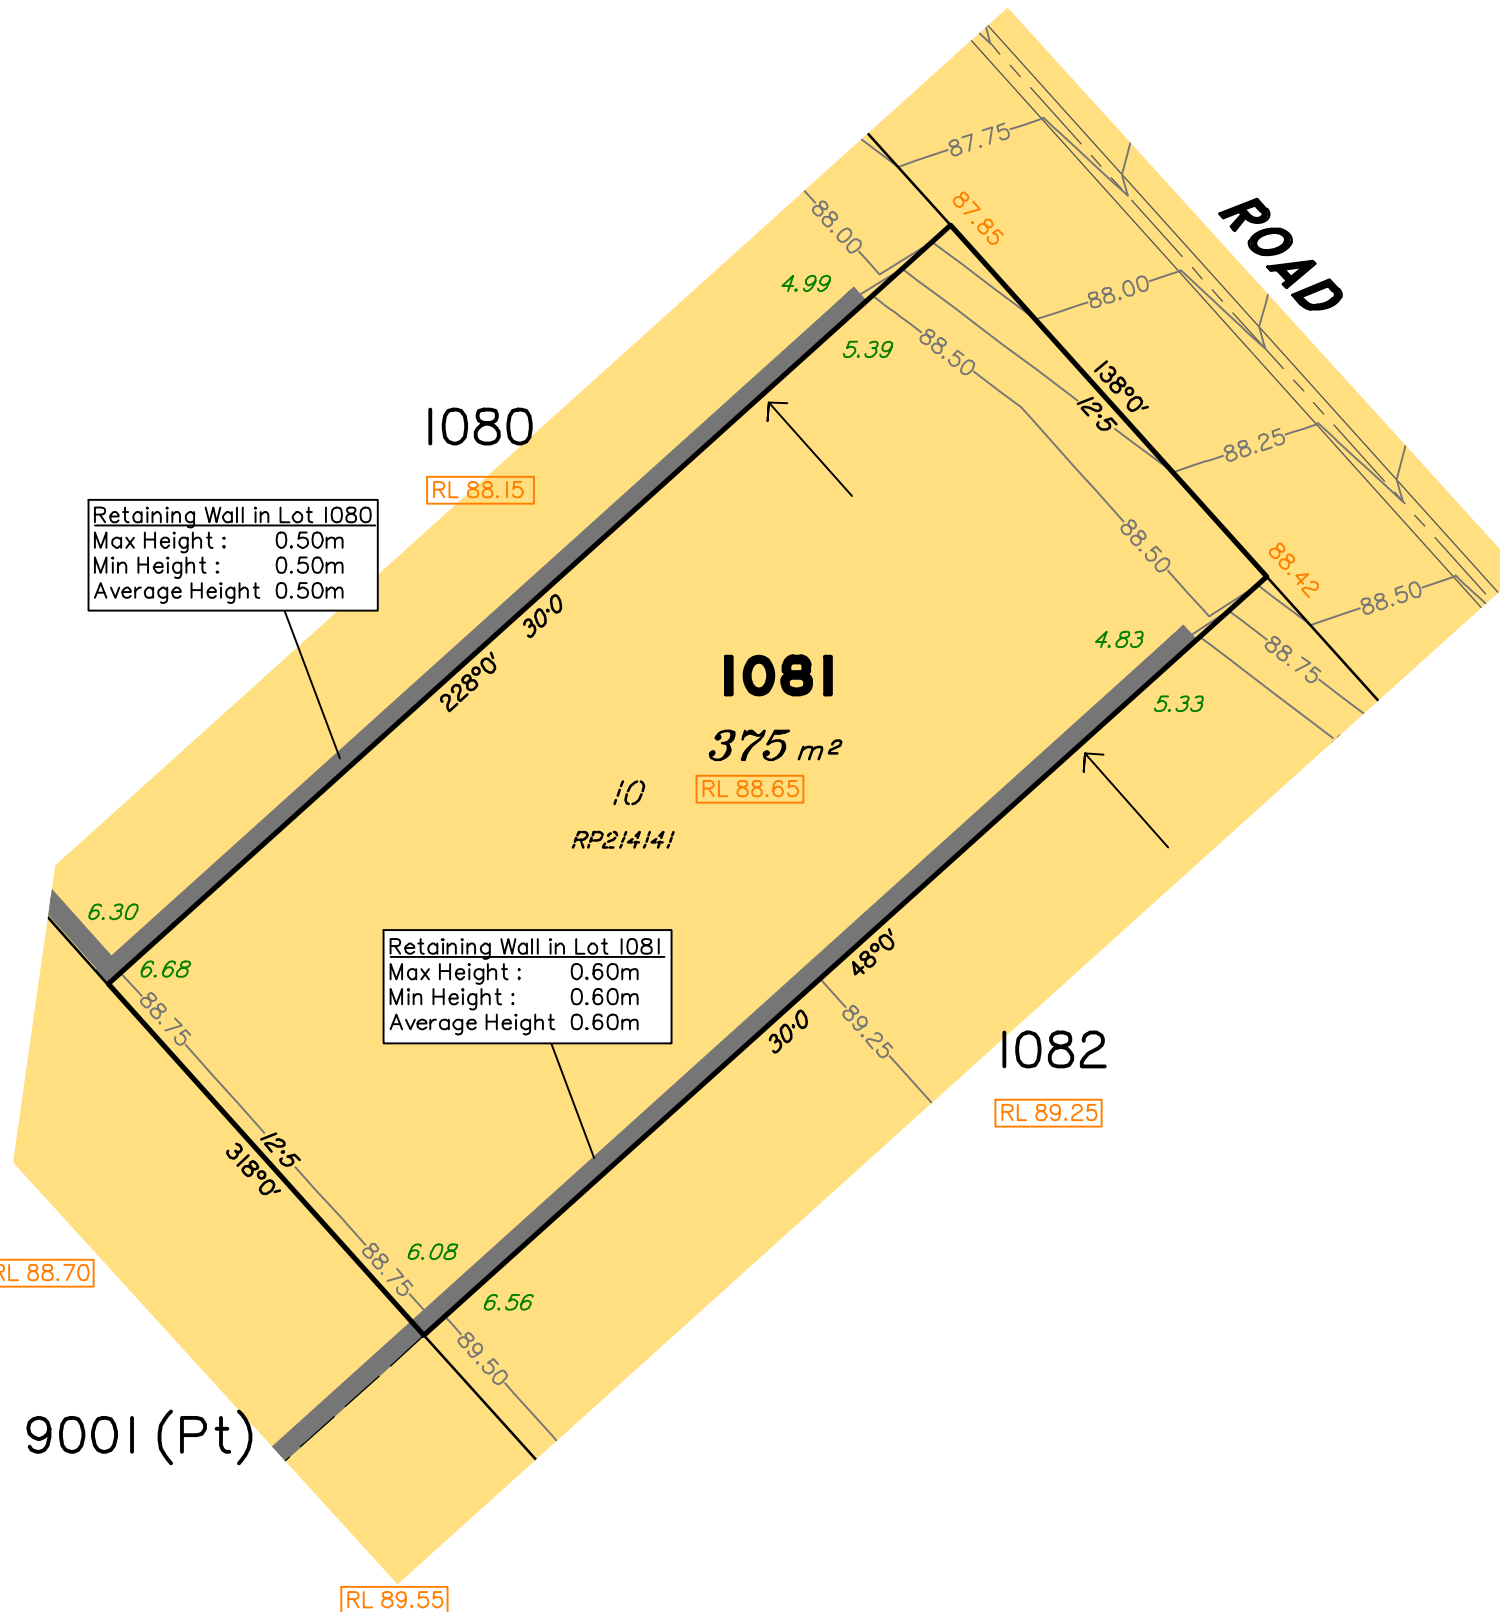 87.75
ROAD
87.85
88.00
4.99
88.00
5.39
88.50
138°0'
12·5
1080
88.25
RL 88.15
Retaining Wall in Lot 1080
Max Height : 0.50m
Min Height : 0.50m
Average Height 0.50m
88.50
88.42
88.50
30·0
228°0'
4.83
88.75
1081
5.33
375 m²
RL 88.65
10
RP214141
6.30
6.68
Retaining Wall in Lot 1081
Max Height : 0.60m
Min Height : 0.60m
Average Height 0.60m
48°0'
88.75
30·0
89.25
1082
RL 89.25
12·5
318°0'
6.08
88.75
RL 88.70
6.56
89.50
9001 (Pt)
RL 89.55